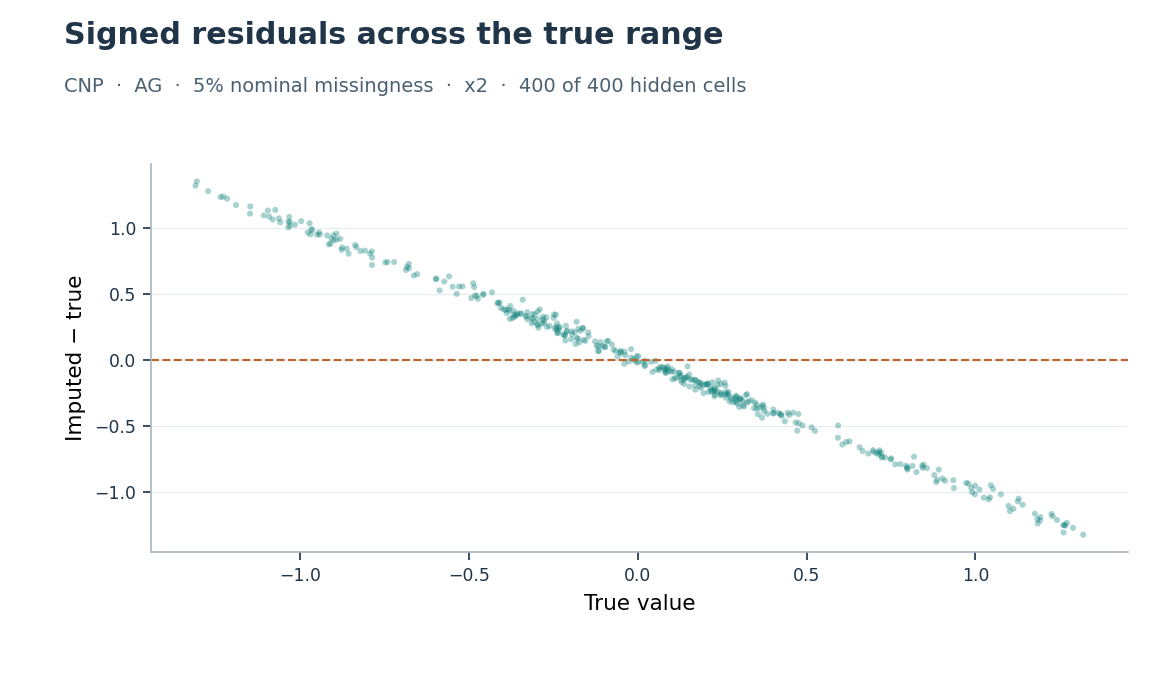 Signed residuals across the true range
CNP · AG · 5% nominal missingness · x2 · 400 of 400 hidden cells
Imputed − true
1.0
0.5
0.0
−0.5
−1.0
−1.0 −0.5 0.0 0.5 1.0
True value